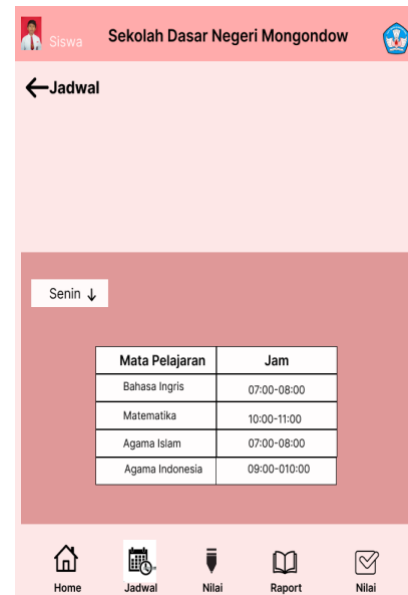 Siswa Sekolah Dasar Negeri Mongondow
←Jadwal
Senin ↓
Mata Pelajaran Jam
Bahasa Ingris 07:00-08:00
Matematika 10:00-11:00
Agama Islam 07:00-08:00
Agama Indonesia 09:00-010:00
Home Jadwal Nilai Raport Nilai